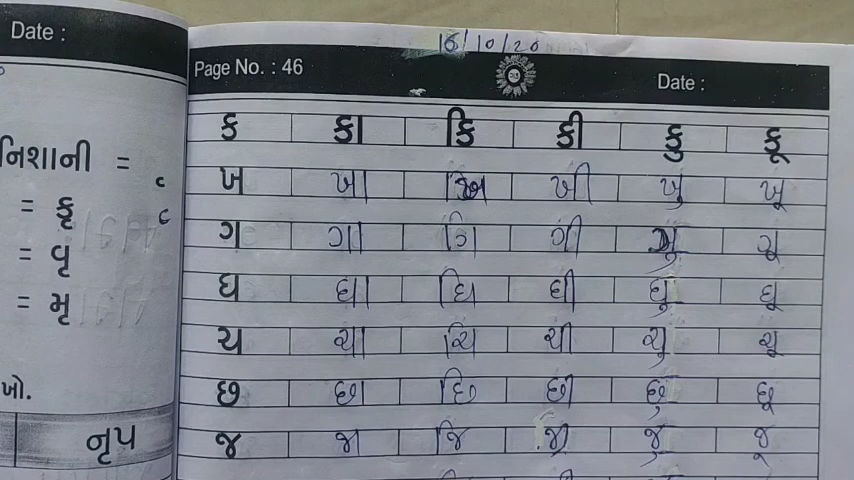 Date :
નિશાની =
= કૃ
= વૃ
= મૃ
ખો.
નૃપ
16/10/20
Page No. : 46
Date :
ક કા કિ કી કુ કૂ
ખ ખા ખિ ખી ખુ ખૂ
ગ ગા ગિ ગી ગુ ગૂ
ઘ ઘા ઘિ ઘી ઘુ ઘૂ
ચ ચા ચિ ચી ચુ ચૂ
છ છા છિ છી છુ છૂ
જ જા જિ જી જુ જૂ